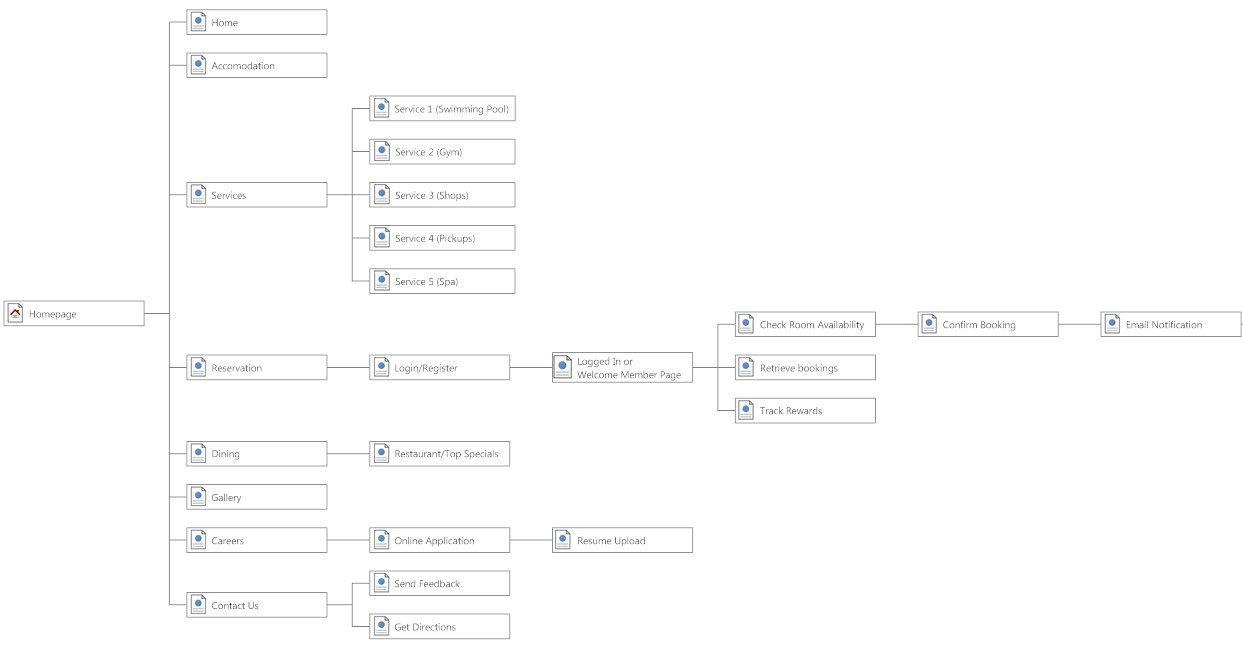 Home
Accomodation
Service 1 (Swimming Pool)
Service 2 (Gym)
Services
Service 3 (Shops)
Service 4 (Pickups)
Service 5 (Spa)
Homepage
Check Room Availability
Confirm Booking
Email Notification
Reservation
Login/Register
Logged In or
Welcome Member Page
Retrieve bookings
Track Rewards
Dining
Restaurant/Top Specials
Gallery
Careers
Online Application
Resume Upload
Send Feedback
Contact Us
Get Directions